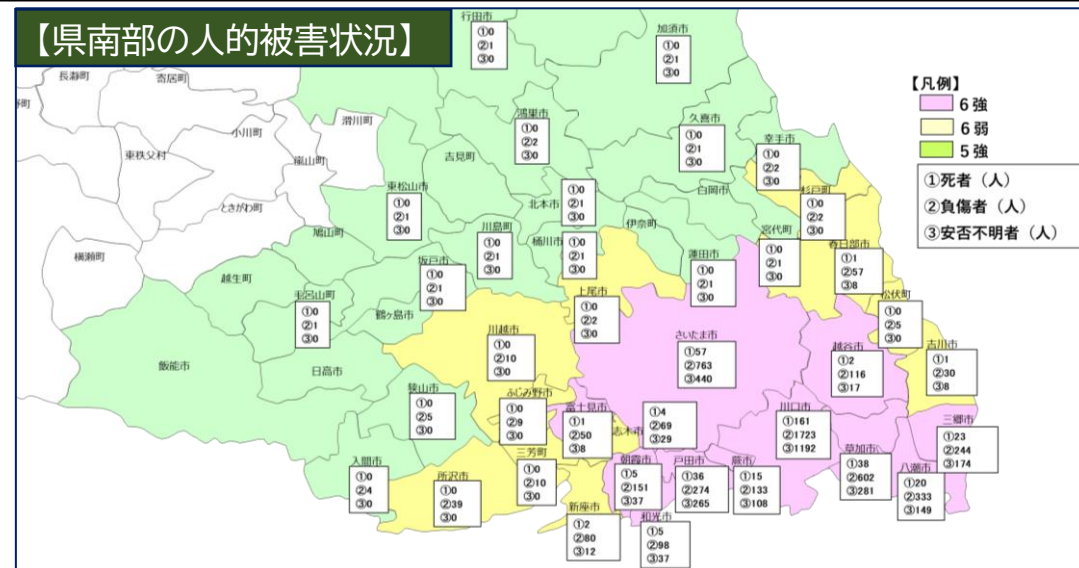 【県南部の人的被害状況】
行田市
①0
②1
③0
加須市
①0
②1
③0
【凡例】
6強
6弱
5強
①死者（人）
②負傷者（人）
③安否不明者（人）
長瀞町
寄居町
野町
小川町
滑川町
東秩父村
嵐山町
ときがわ町
横瀬町
鴻巣市
①0
②2
③0
久喜市
①0
②1
③0
幸手市
①0
②2
③0
吉見町
東松山市
①0
②1
③0
北本市
①0
②1
③0
白岡市
杉戸町
①0
②2
③0
鳩山町
川島町
①0
②1
③0
桶川市
①0
②1
③0
伊奈町
宮代町
①0
②1
③0
春日部市
①1
②57
③8
越生町
坂戸市
①0
②1
③0
蓮田市
①0
②1
③0
毛呂山町
①0
②1
③0
鶴ヶ島市
上尾市
①0
②2
③0
松伏町
①0
②5
③0
飯能市
日高市
川越市
①0
②10
③0
さいたま市
①57
②763
③440
越谷市
①2
②116
③17
吉川市
①1
②30
③8
狭山市
①0
②5
③0
ふじみ野市
①0
②9
③0
富士見市
①1
②50
③8
志木市
①4
②69
③29
川口市
①161
②1723
③1192
三郷市
①23
②244
③174
入間市
①0
②4
③0
所沢市
①0
②39
③0
三芳町
①0
②10
③0
朝霞市
①5
②151
③37
戸田市
①36
②274
③265
蕨市
①15
②133
③108
草加市
①38
②602
③281
八潮市
①20
②333
③149
新座市
①2
②80
③12
和光市
①5
②98
③37